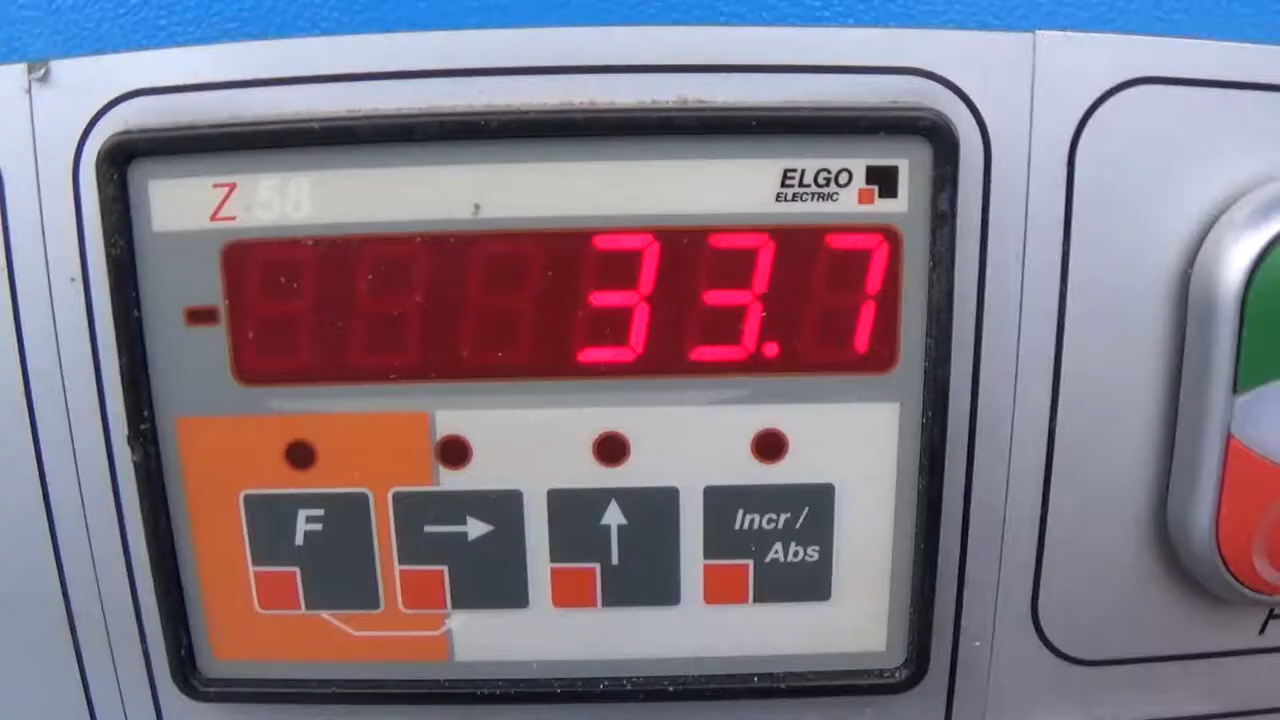 Z 58
ELGO
ELECTRIC
33.7
F → ↑ Incr /
Abs